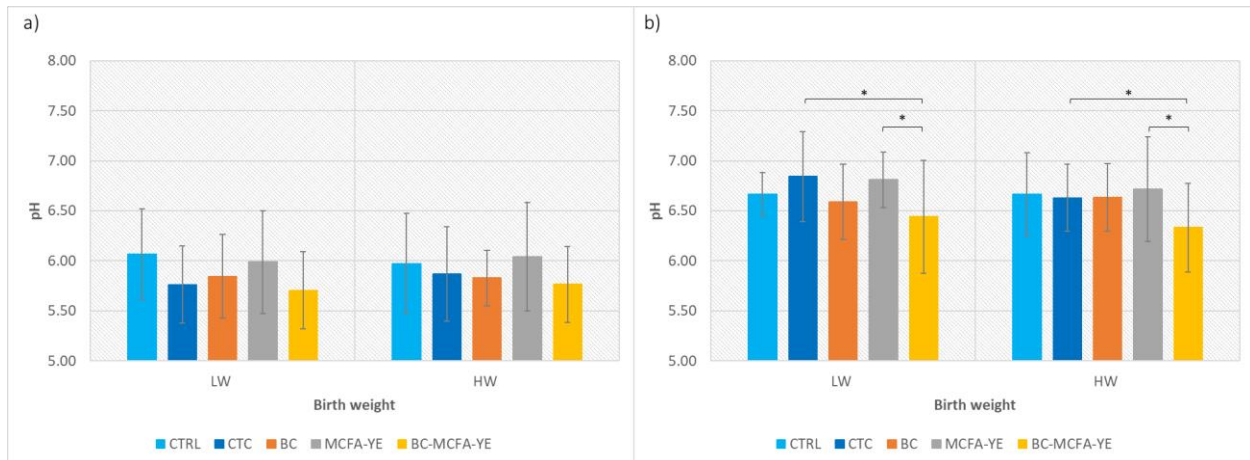 a)
8.00
7.50
7.00
6.50
6.00
5.50
5.00
pH
LW
HW
Birth weight
CTRL CTC BC MCFA-YE BC-MCFA-YE
b)
8.00
7.50
7.00
6.50
6.00
5.50
5.00
pH
*
*
*
*
LW
HW
Birth weight
CTRL CTC BC MCFA-YE BC-MCFA-YE